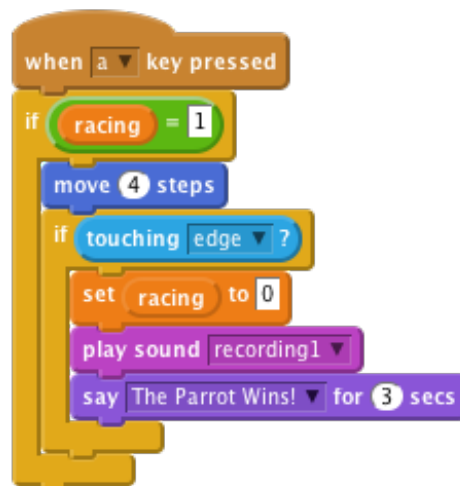 when a key pressed
if racing = 1
move 4 steps
if touching edge ?
set racing to 0
play sound recording1
say The Parrot Wins! for 3 secs